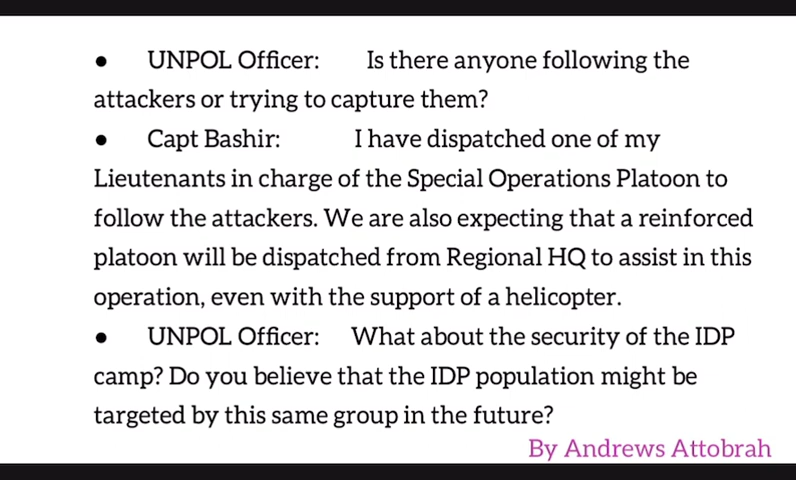 ● UNPOL Officer: Is there anyone following the
attackers or trying to capture them?
● Capt Bashir: I have dispatched one of my
Lieutenants in charge of the Special Operations Platoon to
follow the attackers. We are also expecting that a reinforced
platoon will be dispatched from Regional HQ to assist in this
operation, even with the support of a helicopter.
● UNPOL Officer: What about the security of the IDP
camp? Do you believe that the IDP population might be
targeted by this same group in the future?
By Andrews Attobrah